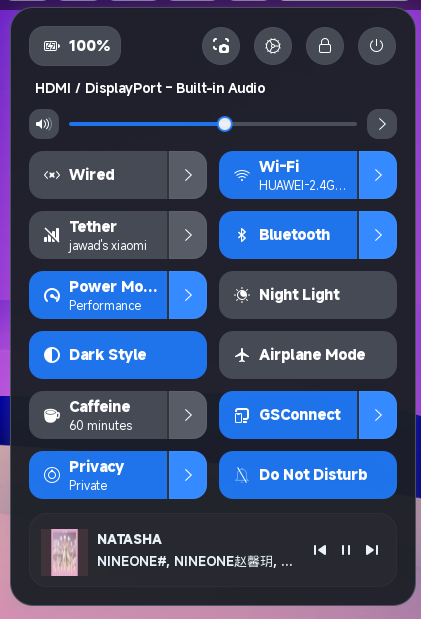 100%
HDMI / DisplayPort – Built-in Audio
Wired
Wi-Fi
HUAWEI-2.4G…
Tether
jawad's xiaomi
Bluetooth
Power Mo…
Performance
Night Light
Dark Style
Airplane Mode
Caffeine
60 minutes
GSConnect
Privacy
Private
Do Not Disturb
NATASHA
NINEONE#, NINEONE赵馨玥, …